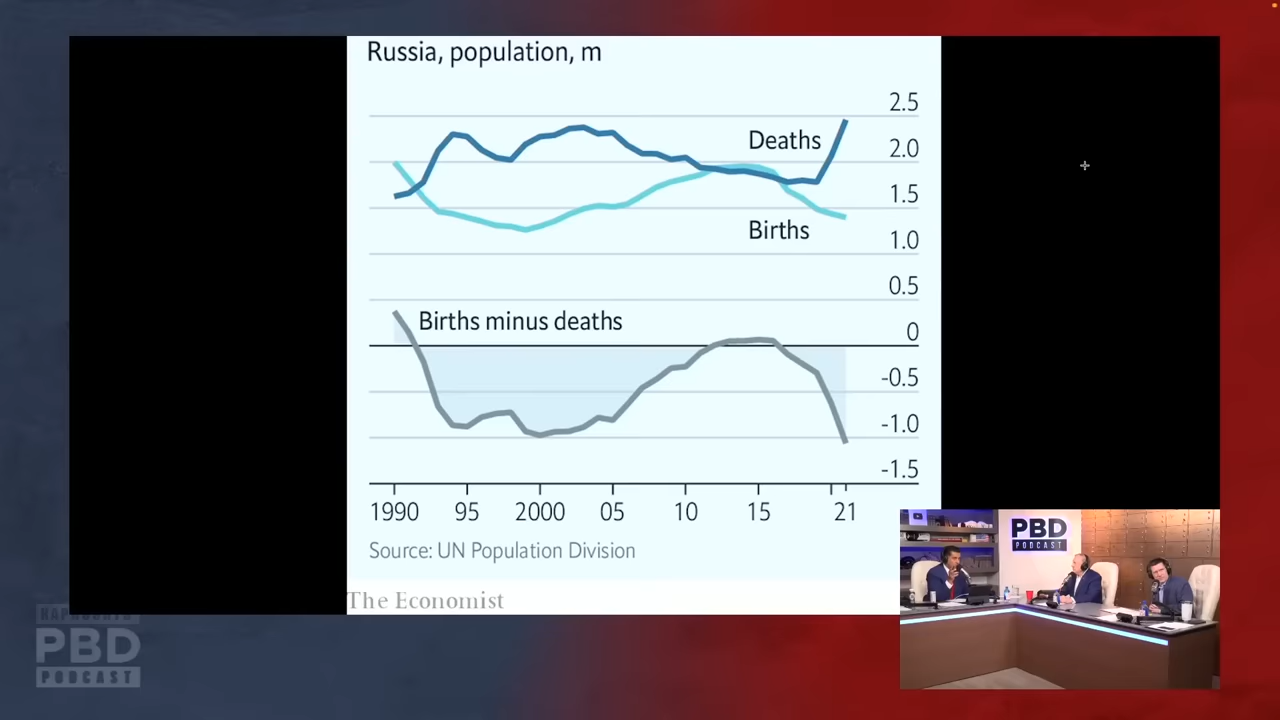 Russia, population, m
2.5
Deaths
2.0
1.5
Births
1.0
0.5
Births minus deaths
0
-0.5
-1.0
-1.5
1990 95 2000 05 10 15 21
Source: UN Population Division
The Economist
PBD
PODCAST
PBD
PODCAST